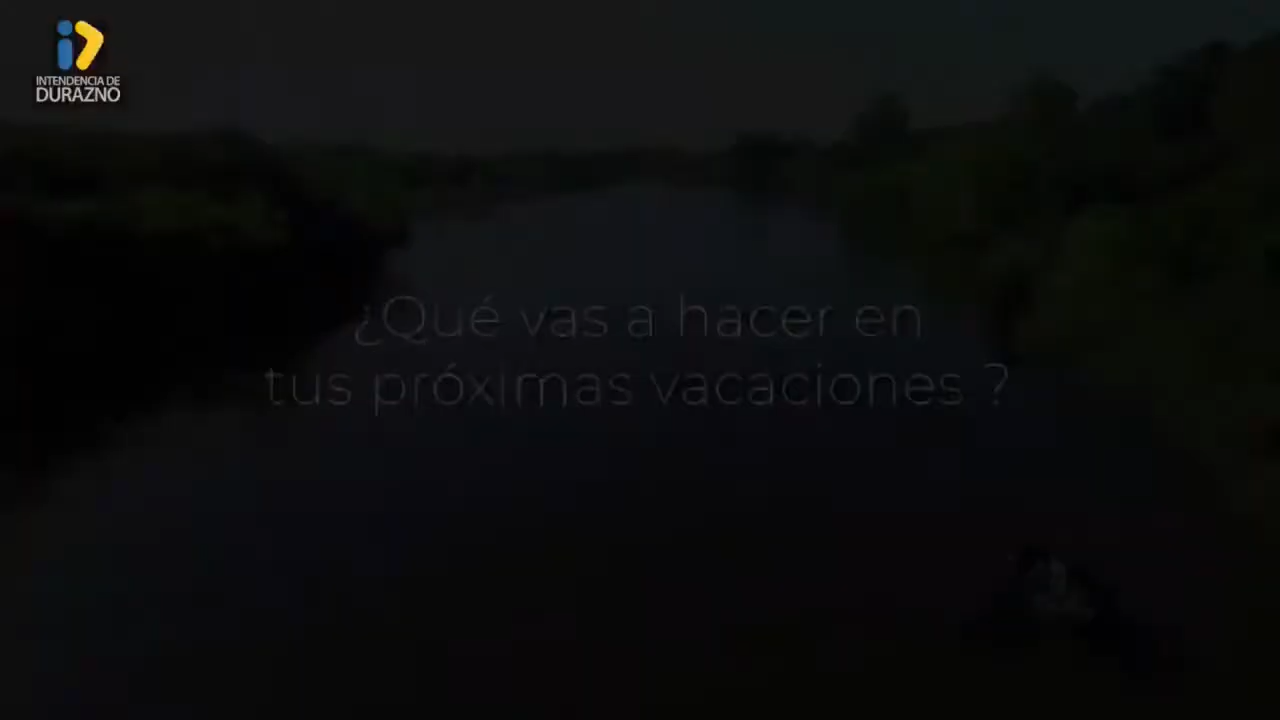 INTENDENCIA DE
DURAZNO
¿Qué vas a hacer en
tus próximas vacaciones ?